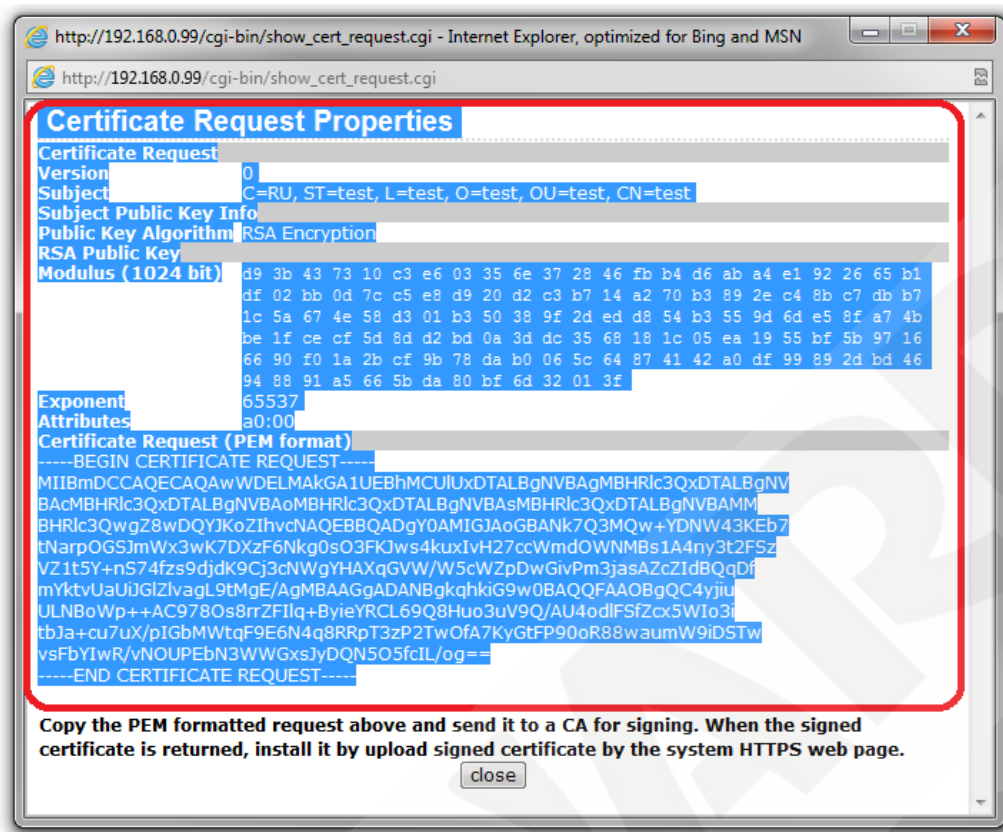 http://192.168.0.99/cgi-bin/show_cert_request.cgi - Internet Explorer, optimized for Bing and MSN
http://192.168.0.99/cgi-bin/show_cert_request.cgi
Certificate Request Properties
Certificate Request
Version 0
Subject C=RU, ST=test, L=test, O=test, OU=test, CN=test
Subject Public Key Info
Public Key Algorithm RSA Encryption
RSA Public Key
Modulus (1024 bit) d9 3b 43 73 10 c3 e6 03 35 6e 37 28 46 fb b4 d6 ab a4 e1 92 26 65 b1
df 02 bb 0d 7c c5 e8 d9 20 d2 c3 b7 14 a2 70 b3 89 2e c4 8b c7 db b7
1c 5a 67 4e 58 d3 01 b3 50 38 9f 2d ed d8 54 b3 55 9d 6d e5 8f a7 4b
be 1f ce cf 5d 8d d2 bd 0a 3d dc 35 68 18 1c 05 ea 19 55 bf 5b 97 16
66 90 f0 1a 2b cf 9b 78 da b0 06 5c 64 87 41 42 a0 df 99 89 2d bd 46
94 88 91 a5 66 5b da 80 bf 6d 32 01 3f
Exponent 65537
Attributes a0:00
Certificate Request (PEM format)
-----BEGIN CERTIFICATE REQUEST-----
MIIBmDCCAQECAQAwWDELMAkGA1UEBhMCUlUxDTALBgNVBAgMBHRlc3QxDTALBgNV
BAcMBHRlc3QxDTALBgNVBAoMBHRlc3QxDTALBgNVBAsMBHRlc3QxDTALBgNVBAMM
BHRlc3QwgZ8wDQYJKoZIhvcNAQEBBQADgY0AMIGJAoGBANk7Q3MQw+YDNW43KEb7
tNarpOGSJmWx3wK7DXzF6Nkg0sO3FKJws4kuxIvH27ccWmdOWNMBs1A4ny3t2FSz
VZ1t5Y+nS74fzs9djdK9Cj3cNWgYHAXqGVW/W5cWZpDwGivPm3jasAZcZIdBQqDf
mYktvUaUiJGlZlvagL9tMgE/AgMBAAGgADANBgkqhkiG9w0BAQQFAAOBgQC4yjiu
ULNBoWp++AC978Os8rrZFIlq+ByieYRCL69Q8Huo3uV9Q/AU4odlFSfZcx5WIo3i
tbJa+cu7uX/pIGbMWtqF9E6N4q8RRpT3zP2TwOfA7KyGtFP90oR88waumW9iDSTw
vsFbYIwR/vNOUPEbN3WWGxsJyDQN5O5fcIL/og==
-----END CERTIFICATE REQUEST-----
Copy the PEM formatted request above and send it to a CA for signing. When the signed
certificate is returned, install it by upload signed certificate by the system HTTPS web page.
close